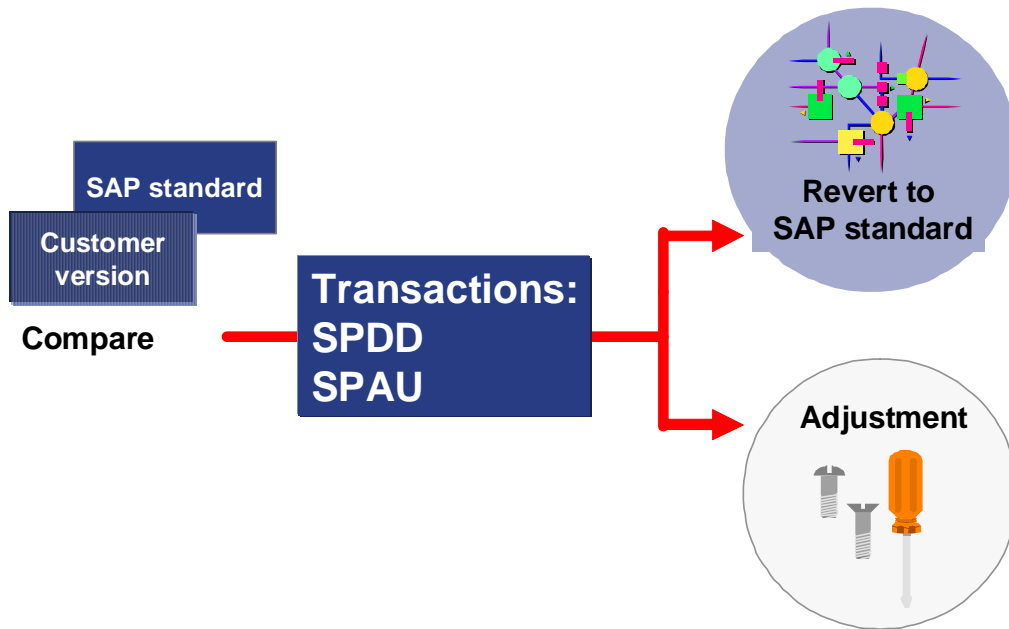 SAP standard
Customer
version
Compare
Transactions:
SPDD
SPAU
Revert to
SAP standard
Adjustment